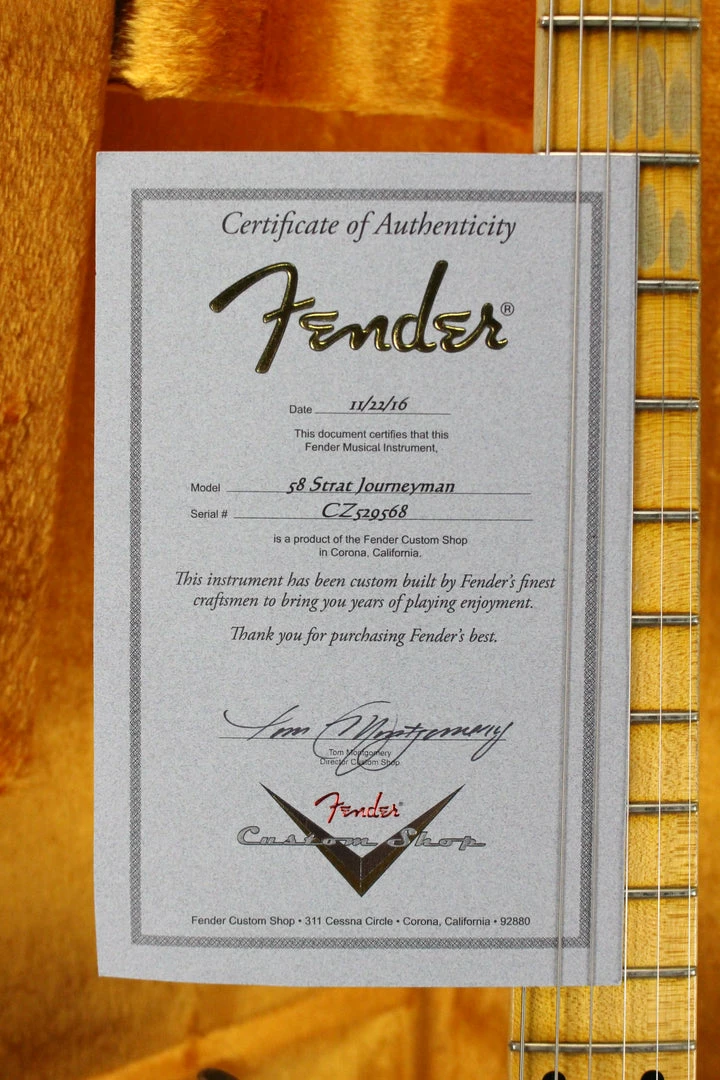 Certificate of Authenticity
Fender®
Date 11/22/16
This document certifies that this
Fender Musical Instrument,
Model 58 Strat Journeyman
Serial # CZ529568
is a product of the Fender Custom Shop
in Corona, California.
This instrument has been custom built by Fender's finest
craftsmen to bring you years of playing enjoyment.
Thank you for purchasing Fender's best.
Tom Montgomery
Tom Montgomery
Director Custom Shop
Fender®
Custom Shop
Fender Custom Shop • 311 Cessna Circle • Corona, California • 92880